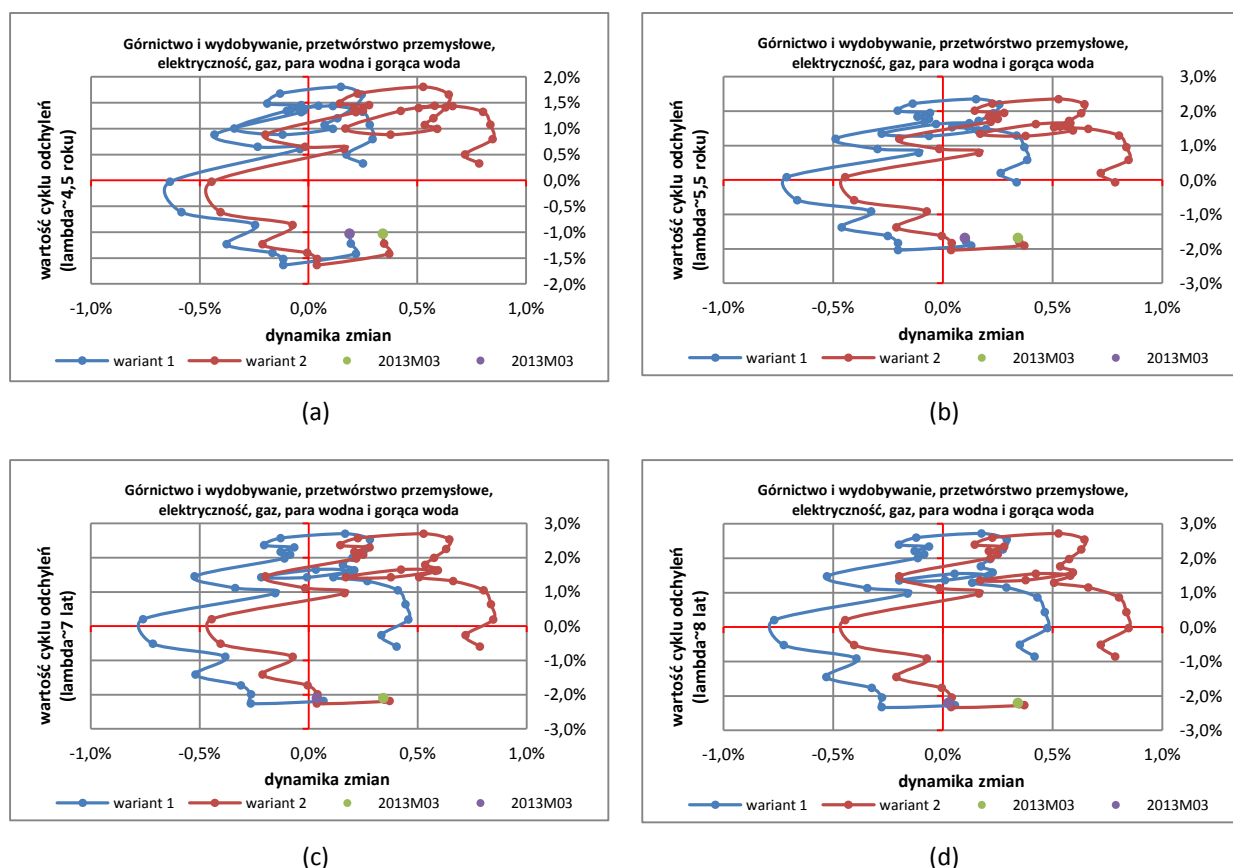 Górnictwo i wydobywanie, przetwórstwo przemysłowe,
elektryczność, gaz, para wodna i gorąca woda
2,0%
1,5%
1,0%
0,5%
0,0%
-0,5%
-1,0%
-1,5%
-2,0%
-1,0% -0,5% 0,0% 0,5% 1,0%
wartość cyklu odchyleń
(lambda~4,5 roku)
dynamika zmian
wariant 1 wariant 2 2013M03 2013M03
(a)
Górnictwo i wydobywanie, przetwórstwo przemysłowe,
elektryczność, gaz, para wodna i gorąca woda
3,0%
2,0%
1,0%
0,0%
-1,0%
-2,0%
-3,0%
-1,0% -0,5% 0,0% 0,5% 1,0%
wartość cyklu odchyleń
(lambda~5,5 roku)
dynamika zmian
wariant 1 wariant 2 2013M03 2013M03
(b)
Górnictwo i wydobywanie, przetwórstwo przemysłowe,
elektryczność, gaz, para wodna i gorąca woda
3,0%
2,0%
1,0%
0,0%
-1,0%
-2,0%
-3,0%
-1,0% -0,5% 0,0% 0,5% 1,0%
wartość cyklu odchyleń
(lambda~7 lat)
dynamika zmian
wariant 1 wariant 2 2013M03 2013M03
(c)
Górnictwo i wydobywanie, przetwórstwo przemysłowe,
elektryczność, gaz, para wodna i gorąca woda
3,0%
2,0%
1,0%
0,0%
-1,0%
-2,0%
-3,0%
-1,0% -0,5% 0,0% 0,5% 1,0%
wartość cyklu odchyleń
(lambda~8 lat)
dynamika zmian
wariant 1 wariant 2 2013M03 2013M03
(d)